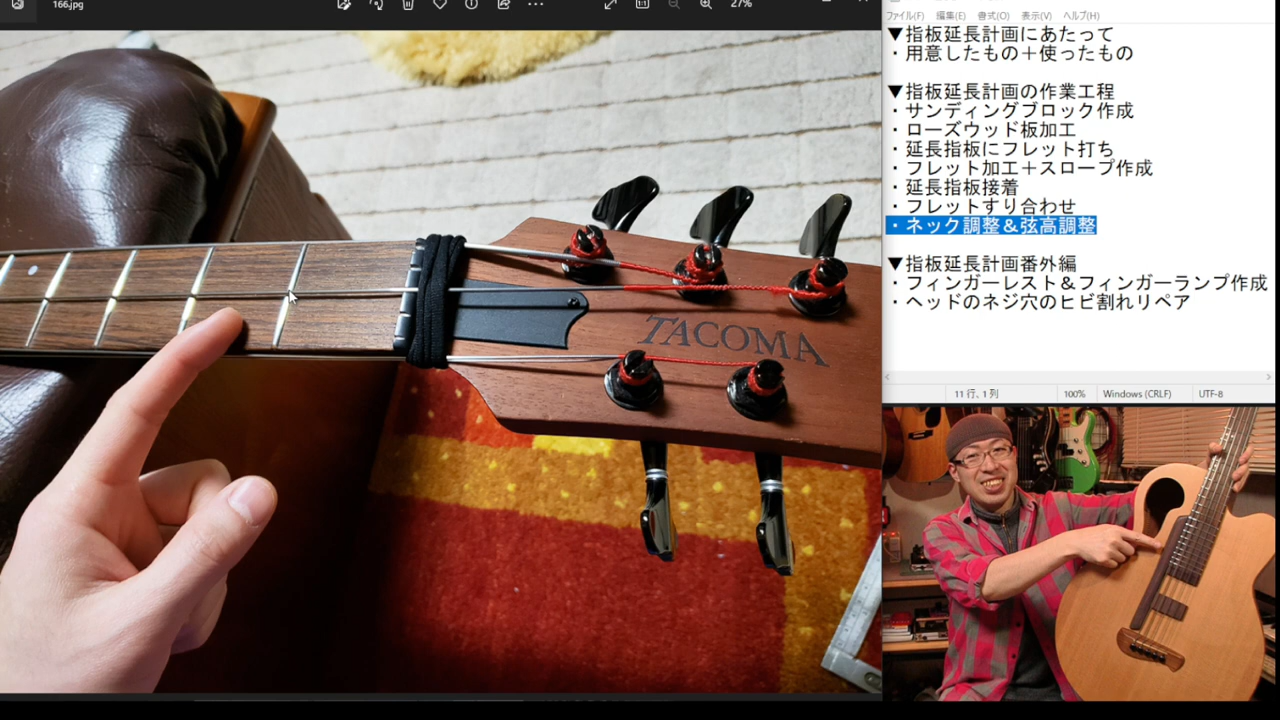 166.jpg
27%
TACOMA
ファイル(F) 編集(E) 書式(O) 表示(V) ヘルプ(H)
▼指板延長計画にあたって
・用意したもの＋使ったもの
▼指板延長計画の作業工程
・サンディングブロック作成
・ローズウッド板加工
・延長指板にフレット打ち
・フレット加工＋スロープ作成
・延長指板接着
・フレットすり合わせ
・ネック調整＆弦高調整
▼指板延長計画番外編
・フィンガーレスト＆フィンガーランプ作成
・ヘッドのネジ穴のヒビ割れリペア
11 行、1 列 100% Windows (CRLF) UTF-8